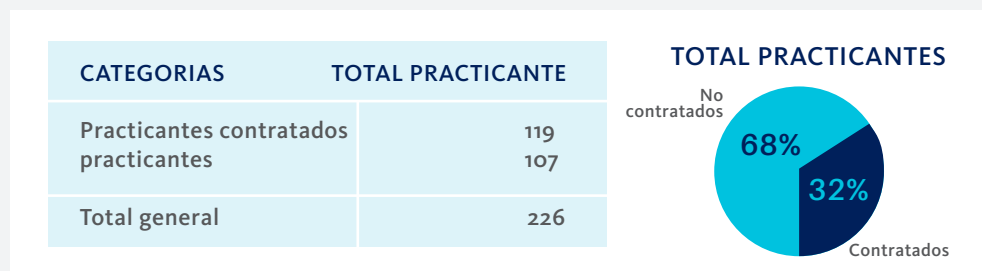 CATEGORIAS TOTAL PRACTICANTE
Practicantes contratados 119
practicantes 107
Total general 226
TOTAL PRACTICANTES
No
contratados
68%
32%
Contratados